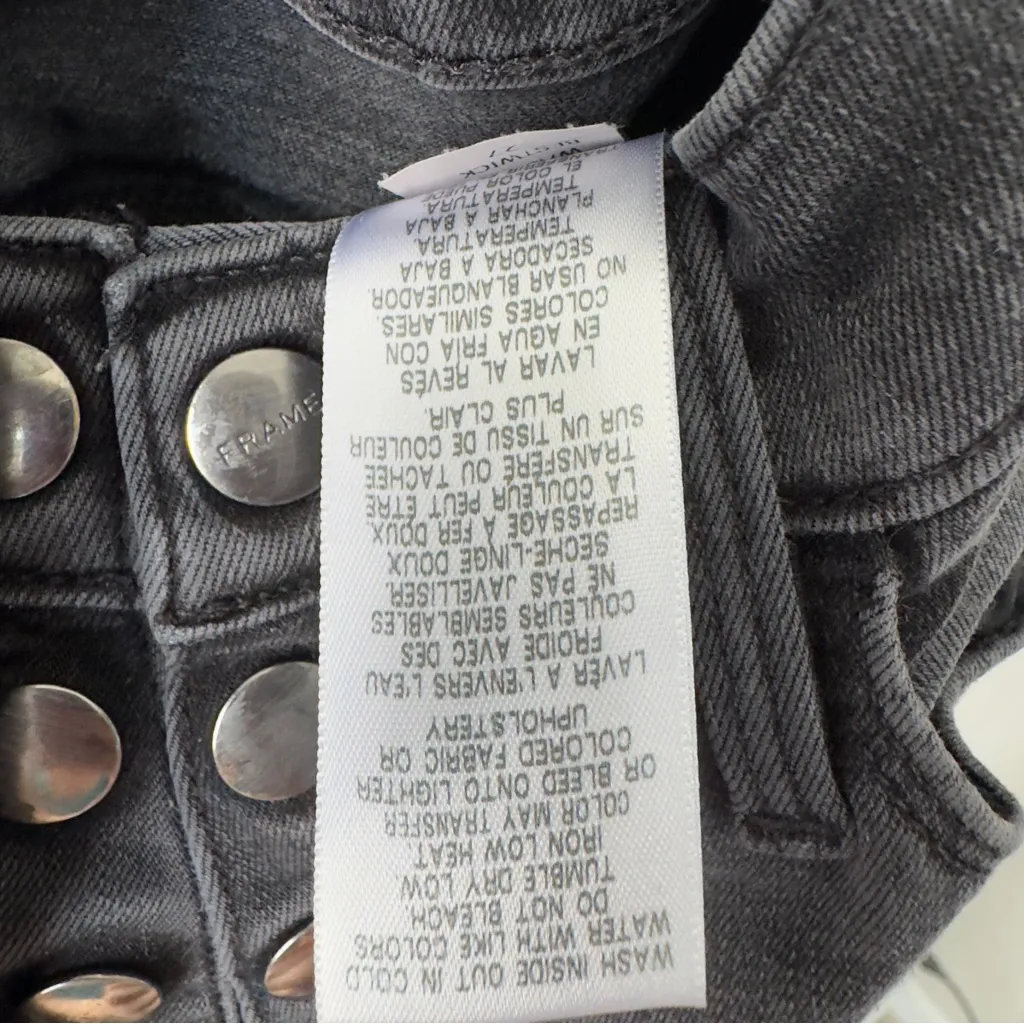 WASH INSIDE OUT IN COLD
WATER WITH LIKE COLORS
DO NOT BLEACH
TUMBLE DRY LOW
IRON LOW HEAT
COLOR MAY TRANSFER
OR BLEED ONTO LIGHTER
COLORED FABRIC OR
UPHOLSTERY
LAVER A L'ENVERS L'EAU
FROIDE AVEC DES
COULEURS SEMBLABLES
NE PAS JAVELLISER.
SECHE-LINGE DOUX
REPASSAGE À FER DOUX
LA COULEUR PEUT ETRE
TRANSFÉRÉ OU TACHEE
SUR UN TISSU DE COULEUR
PLUS CLAIR.
LAVAR AL REVÉS
EN AGUA FRÍA CON
COLORES SIMILARES.
NO USAR BLANQUEADOR.
SECADORA A BAJA
TEMPERATURA.
PLANCHAR A BAJA
TEMPERATURA
EL COLOR PUEDE
FRAME